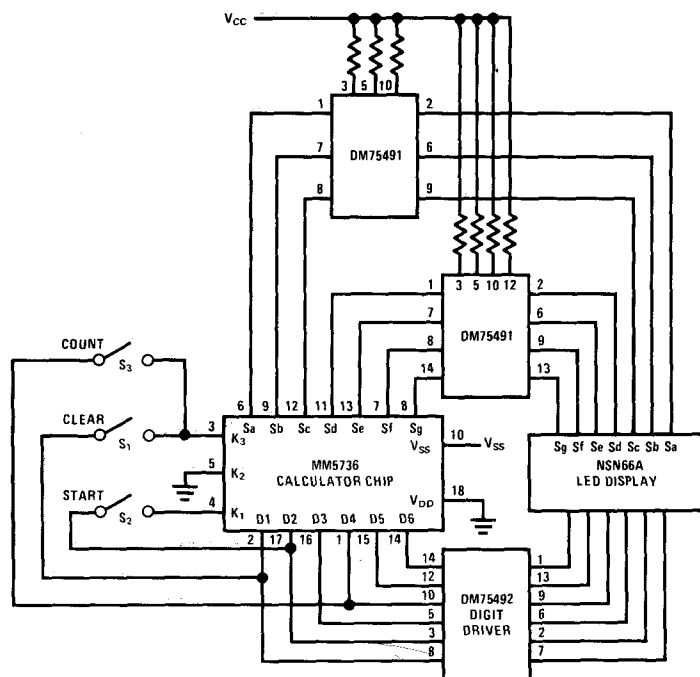 VCC
3 5 10
1 DM75491 2
7 6
8 9
3 5 10 12
1 2
7 DM75491 6
8 9
14 13
COUNT
S3
CLEAR
S1
START
S2
6 9 12 11 13 7 8
Sa Sb Sc Sd Se Sf Sg
3 K3
VSS 10 VSS
5 K2
MM5736
CALCULATOR CHIP
4 K1
VDD 18
D1 D2 D3 D4 D5 D6
2 17 16 1 15 14
Sg Sf Se Sd Sc Sb Sa
NSN66A
LED DISPLAY
14 1
12 13
10 DM75492 9
5 DIGIT 6
3 DRIVER 2
8 7